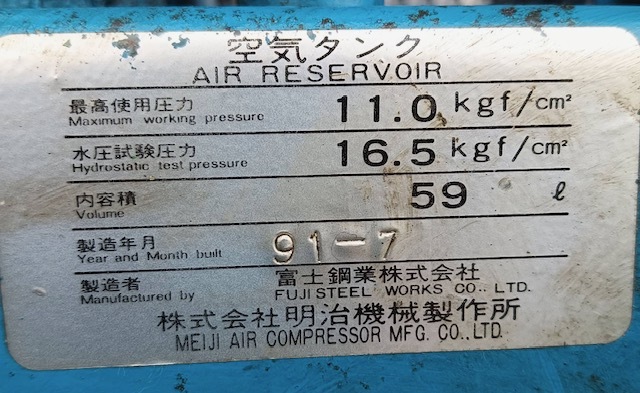 空気タンク
AIR RESERVOIR
最高使用圧力 11.0 kgf/cm²
Maximum working pressure
水圧試験圧力 16.5 kgf/cm²
Hydrostatic test pressure
内容積 59 ℓ
Volume
製造年月 91-7
Year and Month built
製造者 富士鋼業株式会社
Manufactured by FUJI STEEL WORKS CO., LTD.
株式会社明治機械製作所
MEIJI AIR COMPRESSOR MFG. CO.,LTD.